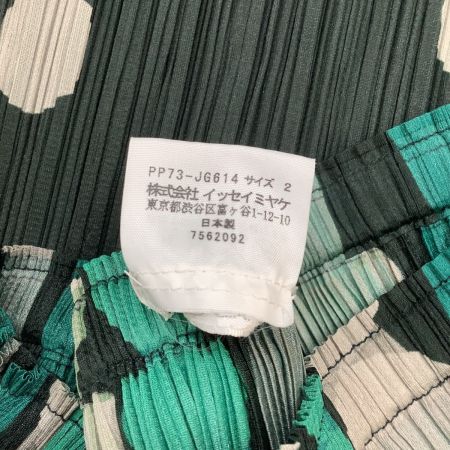 PP73-JG614 サイズ 2
株式会社 イッセイミヤケ
東京都渋谷区富ヶ谷1-12-10
日本製
7562092